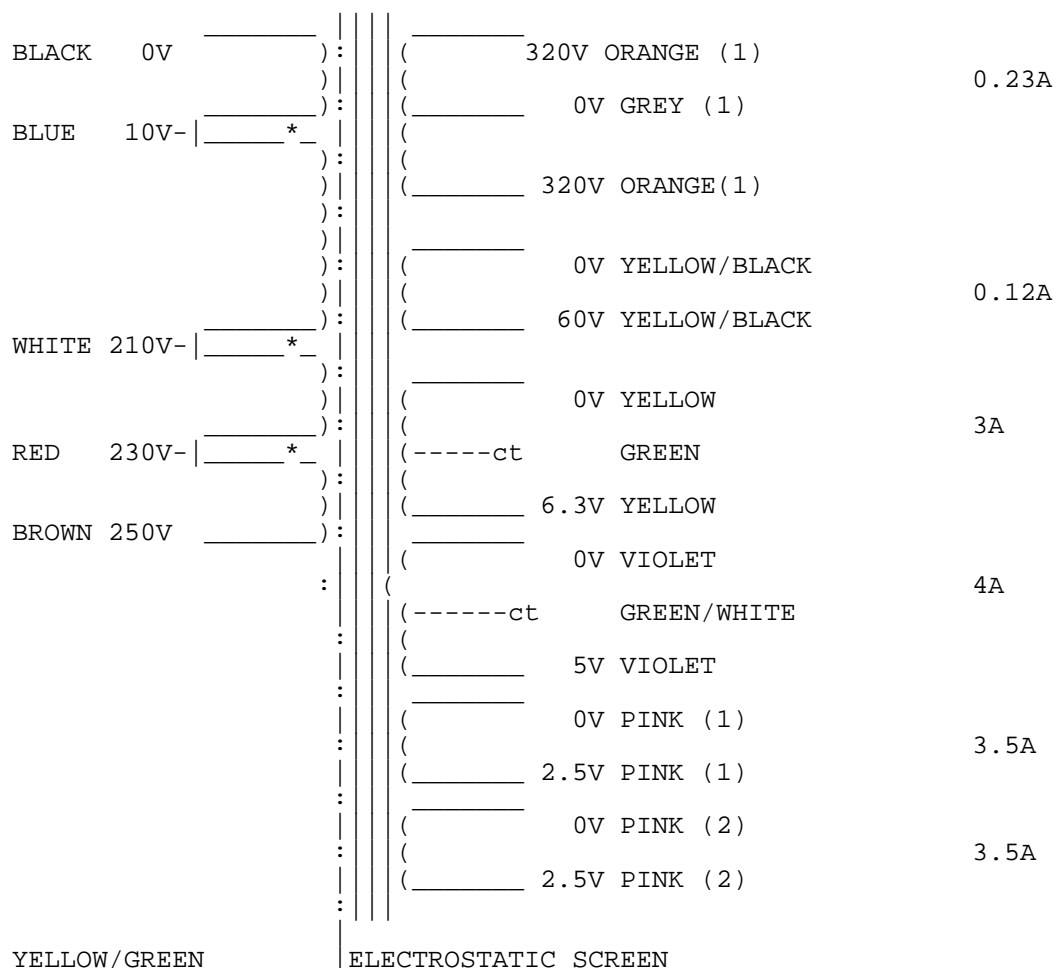 BLACK 0V 320V ORANGE (1)
0.23A
0V GREY (1)
BLUE 10V-|_____*_
320V ORANGE(1)
0V YELLOW/BLACK
0.12A
60V YELLOW/BLACK
WHITE 210V-|_____*_
0V YELLOW
3A
RED 230V-|_____*_ -----ct GREEN
6.3V YELLOW
BROWN 250V
0V VIOLET
4A
------ct GREEN/WHITE
5V VIOLET
0V PINK (1)
3.5A
2.5V PINK (1)
0V PINK (2)
3.5A
2.5V PINK (2)
YELLOW/GREEN ELECTROSTATIC SCREEN